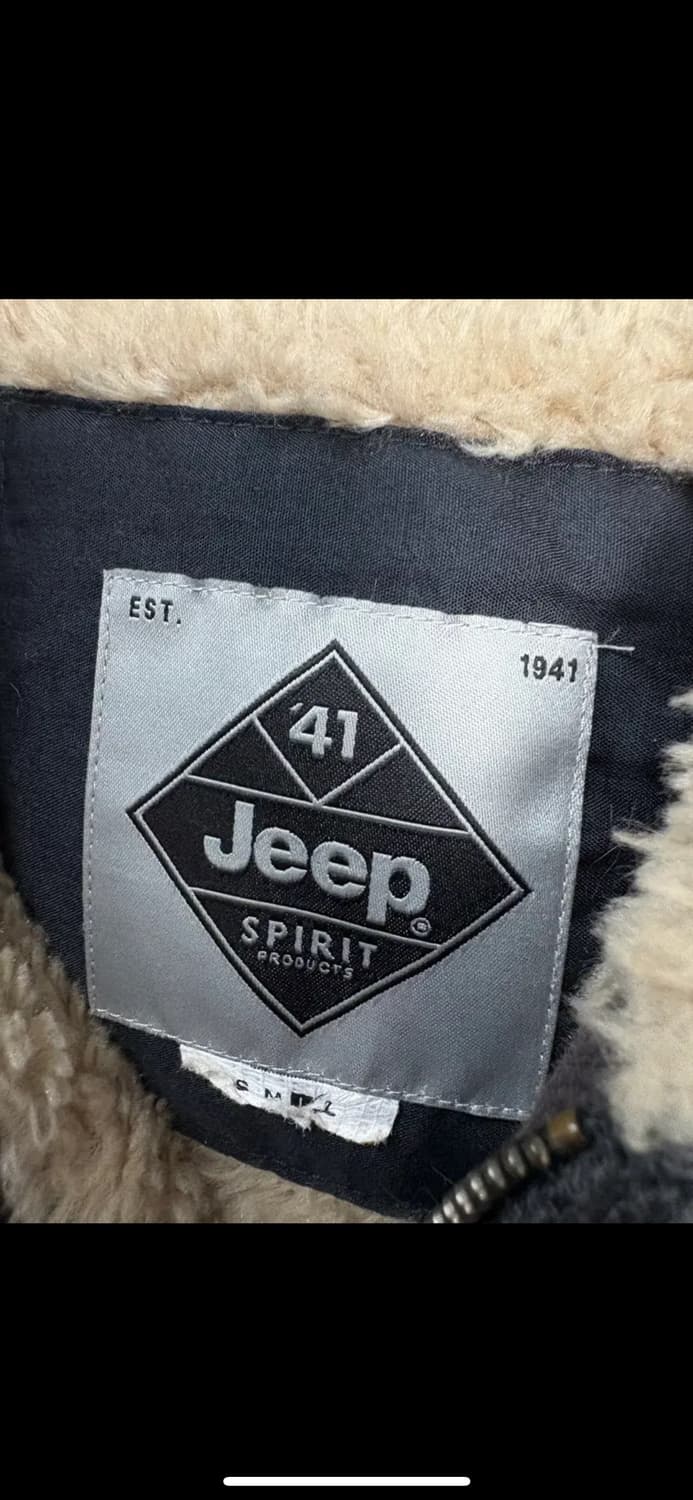 EST.
1941
'41
Jeep®
SPIRIT
PRODUCTS
S M L